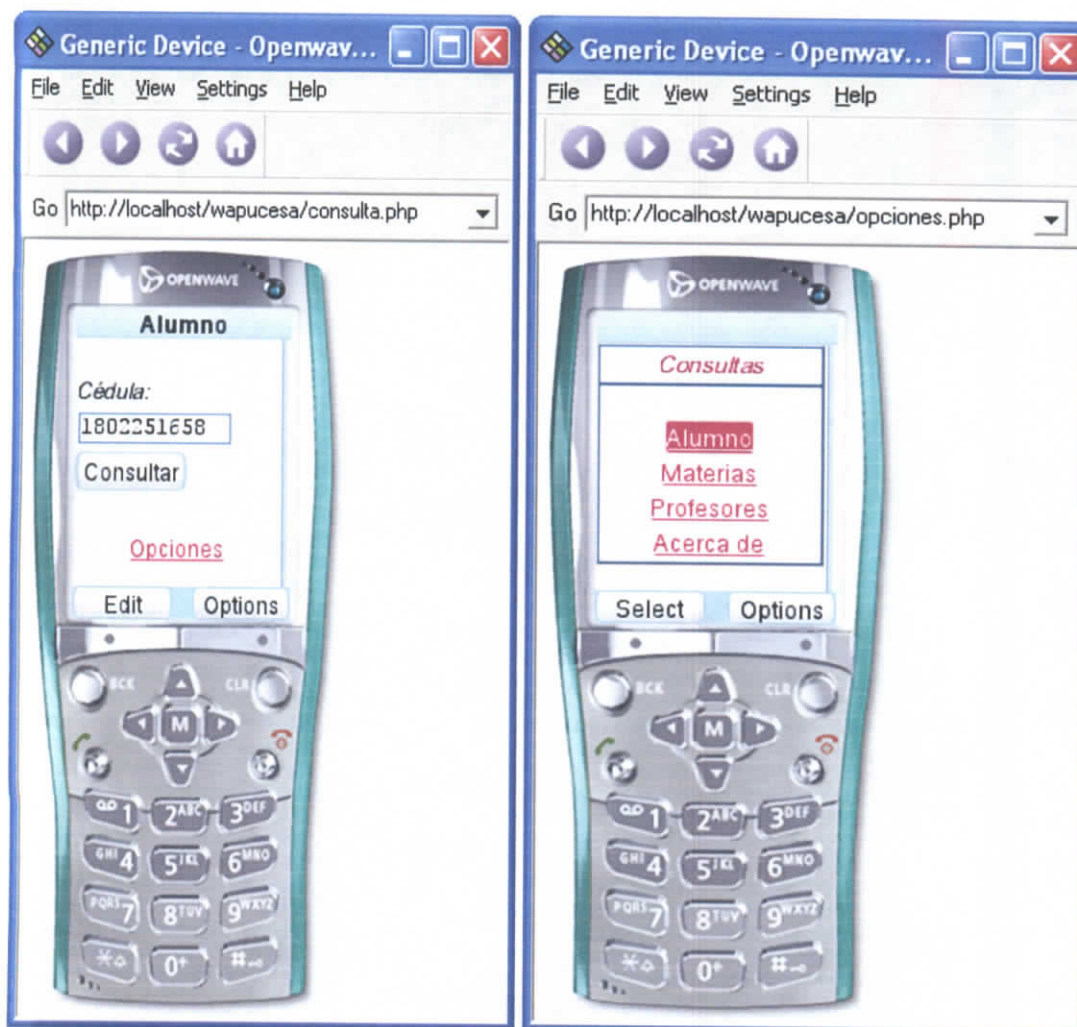 Generic Device - Openwav...
File Edit View Settings Help
Go http://localhost/wapucesa/consulta.php
OPENWAVE
Alumno
Cédula:
1802251658
Consultar
Opciones
Edit Options
BCK CLR
M
1 2ABC 3DEF
GHI4 5JKL 6MNO
PQRS7 8TUV 9WXYZ
* 0+ #
Generic Device - Openwav...
File Edit View Settings Help
Go http://localhost/wapucesa/opciones.php
OPENWAVE
Consultas
Alumno
Materias
Profesores
Acerca de
Select Options
BCK CLR
M
1 2ABC 3DEF
GHI4 5JKL 6MNO
PQRS7 8TUV 9WXYZ
* 0+ #